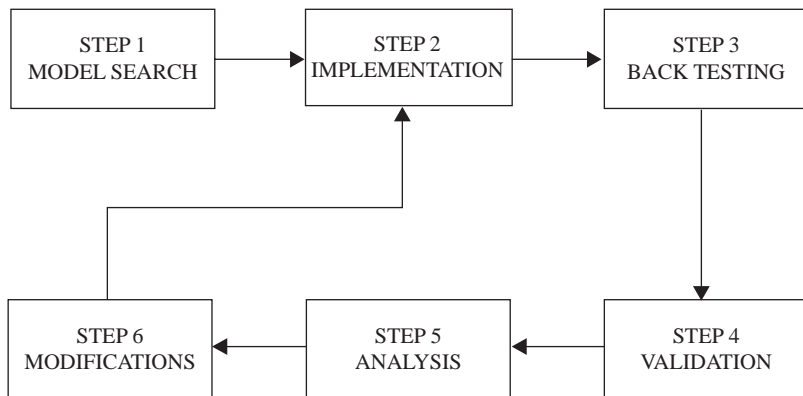 STEP 1
MODEL SEARCH
STEP 2
IMPLEMENTATION
STEP 3
BACK TESTING
STEP 4
VALIDATION
STEP 5
ANALYSIS
STEP 6
MODIFICATIONS